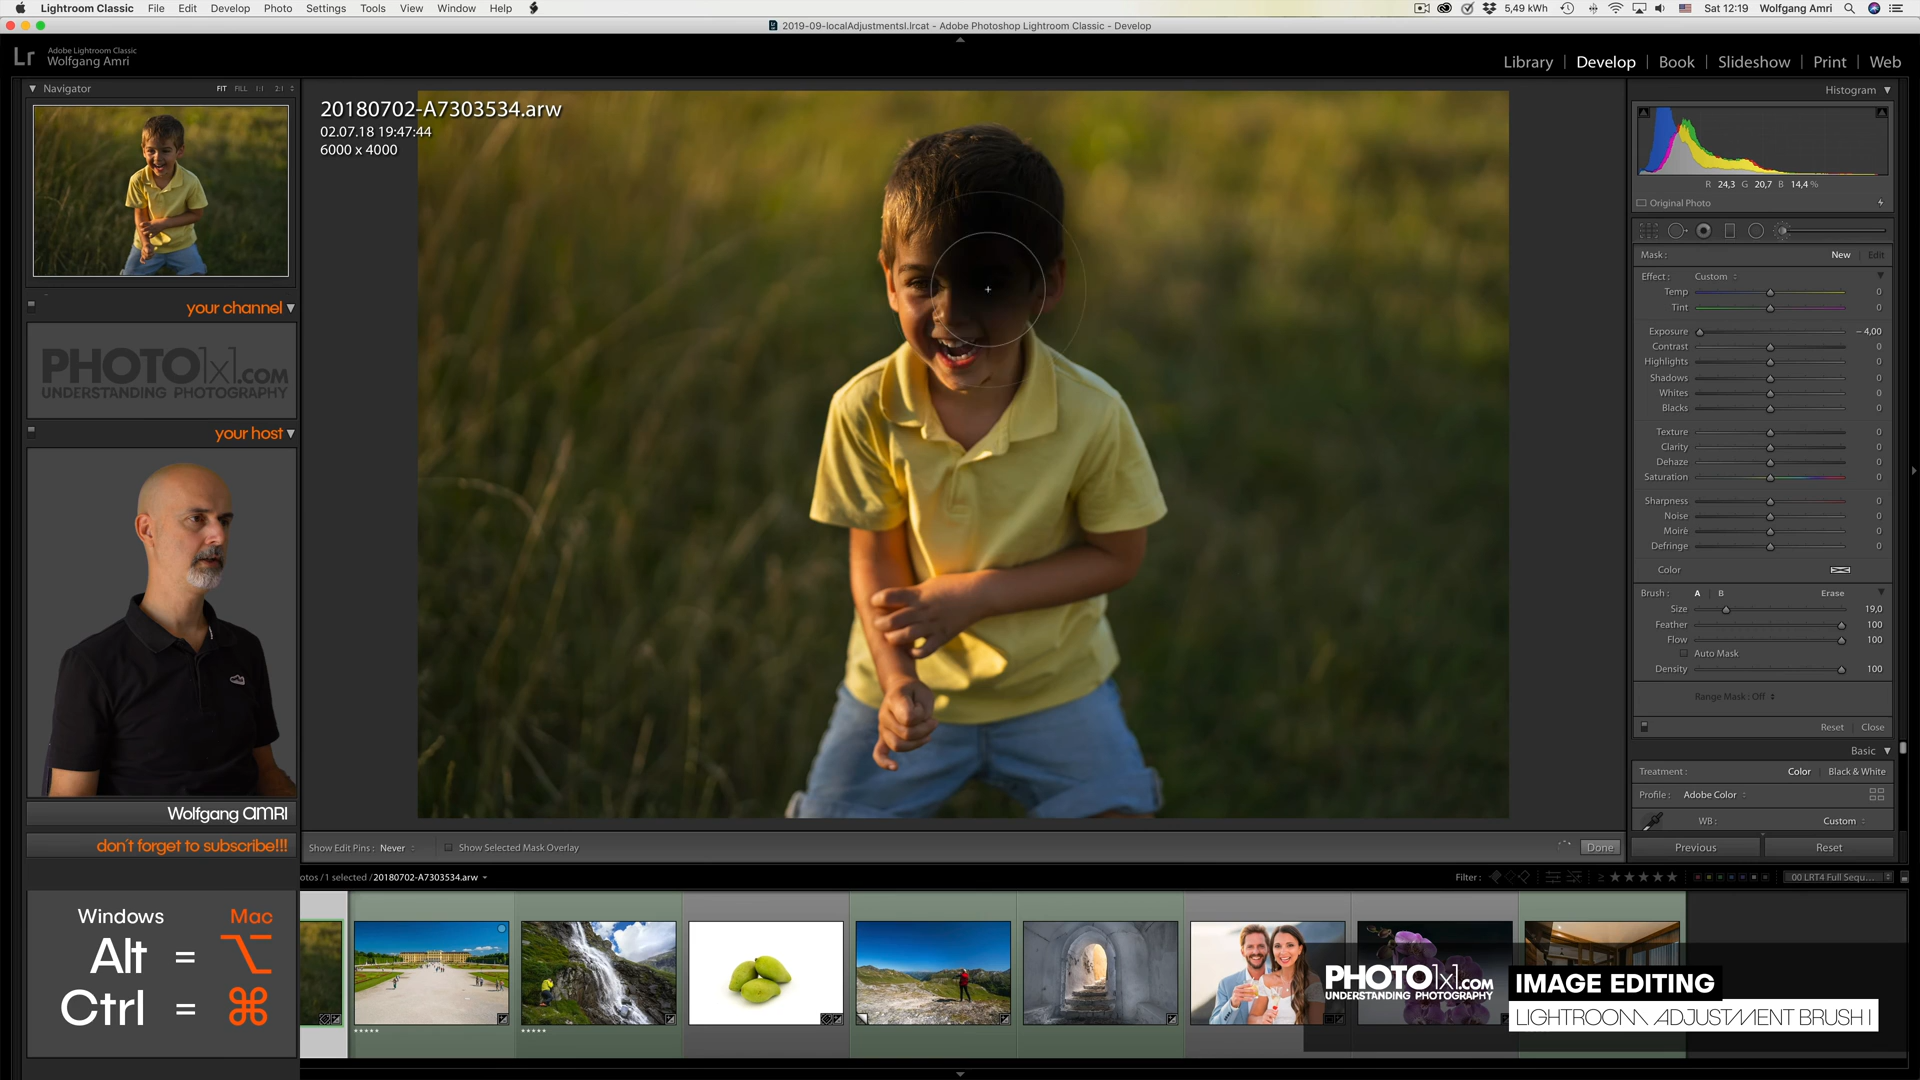 Lightroom Classic File Edit Develop Photo Settings Tools View Window Help
5,49 kWh Sat 12:19 Wolfgang Amri
2019-09-localAdjustmentsI.lrcat - Adobe Photoshop Lightroom Classic - Develop
Lr Adobe Lightroom Classic
Wolfgang Amri
Library | Develop | Book | Slideshow | Print | Web
Navigator FIT FILL 1:1 2:1
your channel
PHOTO[x].COM
UNDERSTANDING PHOTOGRAPHY
your host
Wolfgang AMRI
don't forget to subscribe!!!
Windows Mac
Alt = ⌥
Ctrl = ⌘
20180702-A7303534.arw
02.07.18 19:47:44
6000 x 4000
Histogram
R 24,3 G 20,7 B 14,4 %
Original Photo
Mask : New Edit
Effect : Custom
Temp 0
Tint 0
Exposure – 4,00
Contrast 0
Highlights 0
Shadows 0
Whites 0
Blacks 0
Texture 0
Clarity 0
Dehaze 0
Saturation 0
Sharpness 0
Noise 0
Moiré 0
Defringe 0
Color
Brush : A B Erase
Size 19,0
Feather 100
Flow 100
Auto Mask
Density 100
Range Mask : Off
Reset Close
Basic
Treatment : Color Black & White
Profile : Adobe Color
WB : Custom
Previous Reset
Show Edit Pins : Never Show Selected Mask Overlay Done
otos / 1 selected / 20180702-A7303534.arw
Filter : ≥ ★★★★★ 00 LRT4 Full Sequ...
PHOTO[x].COM
UNDERSTANDING PHOTOGRAPHY
IMAGE EDITING
LIGHTROOM ADJUSTMENT BRUSH I